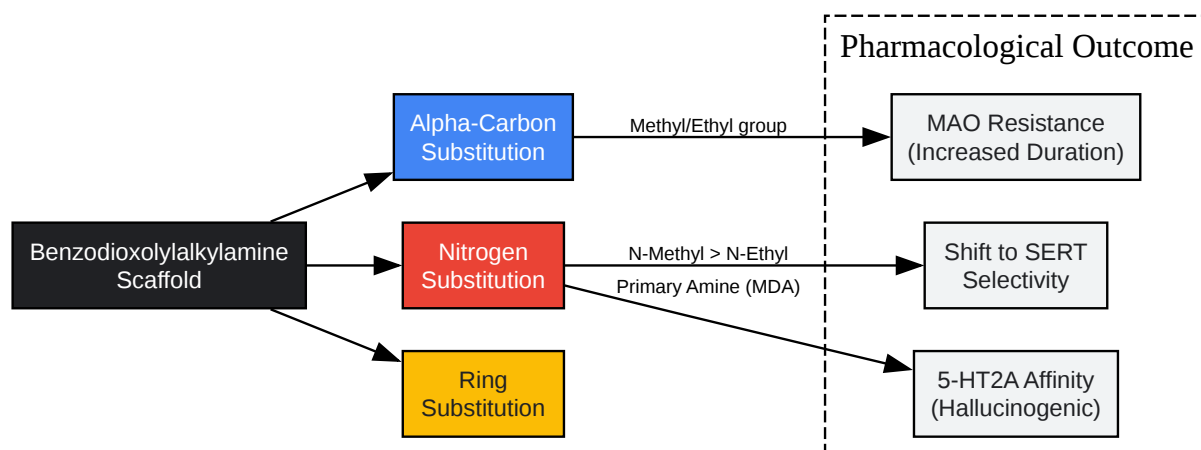 Pharmacological Outcome
Alpha-Carbon
Substitution
Methyl/Ethyl group
MAO Resistance
(Increased Duration)
Benzodioxolylalkylamine
Scaffold
Nitrogen
Substitution
N-Methyl > N-Ethyl
Primary Amine (MDA)
Shift to SERT
Selectivity
Ring
Substitution
5-HT2A Affinity
(Hallucinogenic)